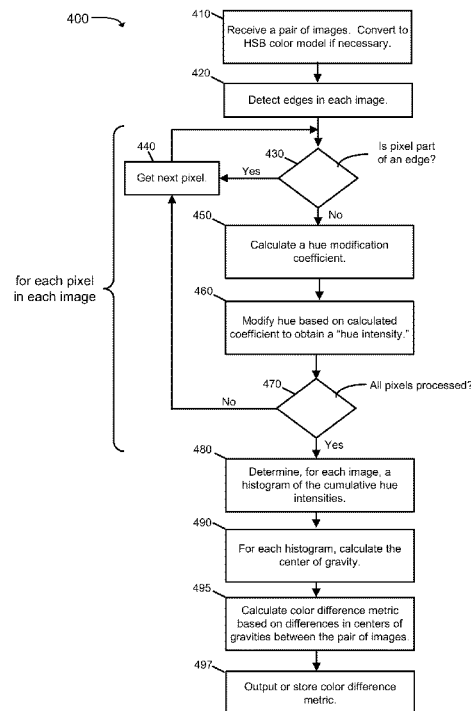 400
410
Receive a pair of images. Convert to
HSB color model if necessary.
420
Detect edges in each image.
430
Is pixel part
of an edge?
440
Get next pixel.
Yes
No
450
Calculate a hue modification
coefficient.
for each pixel
in each image
460
Modify hue based on calculated
coefficient to obtain a “hue intensity.”
470
All pixels processed?
No
Yes
480
Determine, for each image, a
histogram of the cumulative hue
intensities.
490
For each histogram, calculate the
center of gravity.
495
Calculate color difference metric
based on differences in centers of
gravities between the pair of images.
497
Output or store color difference
metric.